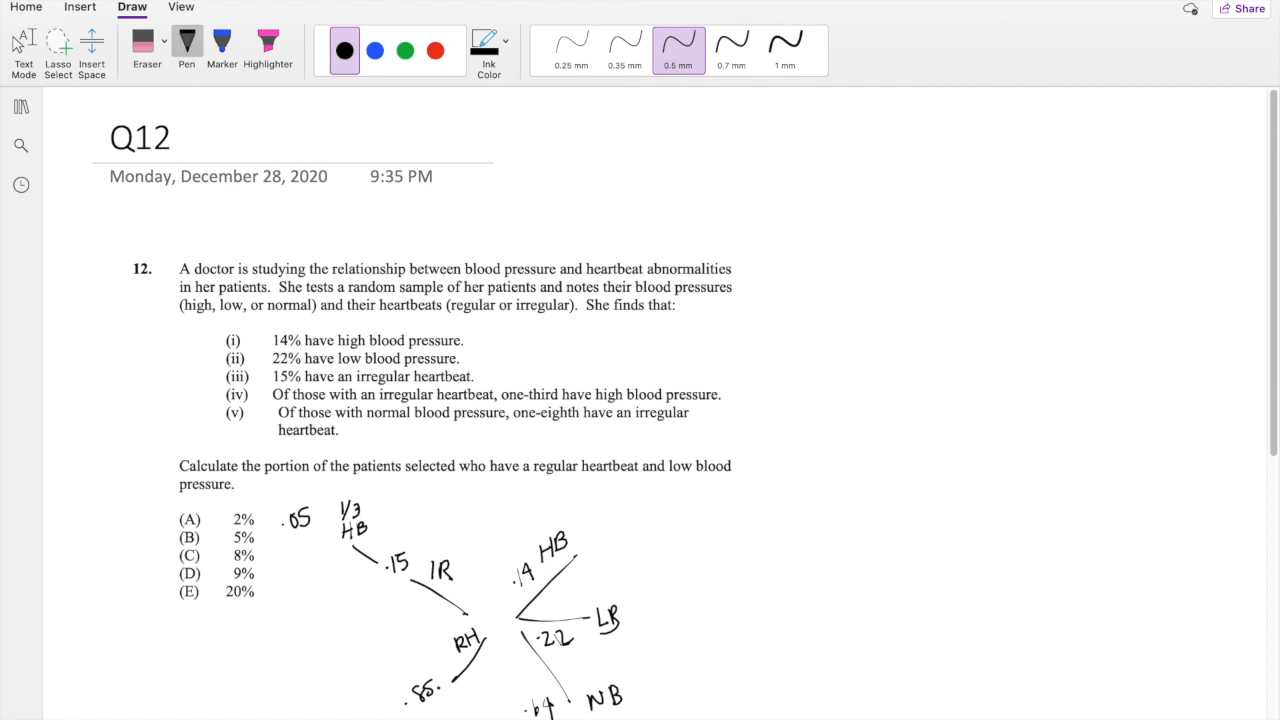 Home Insert Draw View
Share
Text Mode
Lasso Select
Insert Space
Eraser
Pen
Marker
Highlighter
Ink Color
0.25 mm
0.35 mm
0.5 mm
0.7 mm
1 mm
Q12
Monday, December 28, 2020 9:35 PM
12. A doctor is studying the relationship between blood pressure and heartbeat abnormalities
in her patients. She tests a random sample of her patients and notes their blood pressures
(high, low, or normal) and their heartbeats (regular or irregular). She finds that:
(i) 14% have high blood pressure.
(ii) 22% have low blood pressure.
(iii) 15% have an irregular heartbeat.
(iv) Of those with an irregular heartbeat, one-third have high blood pressure.
(v) Of those with normal blood pressure, one-eighth have an irregular
heartbeat.
Calculate the portion of the patients selected who have a regular heartbeat and low blood
pressure.
(A) 2%
(B) 5%
(C) 8%
(D) 9%
(E) 20%
.05
1/3
HB
.15 IR
.14 HB
LB
.22
RH
.85.
.64 NB